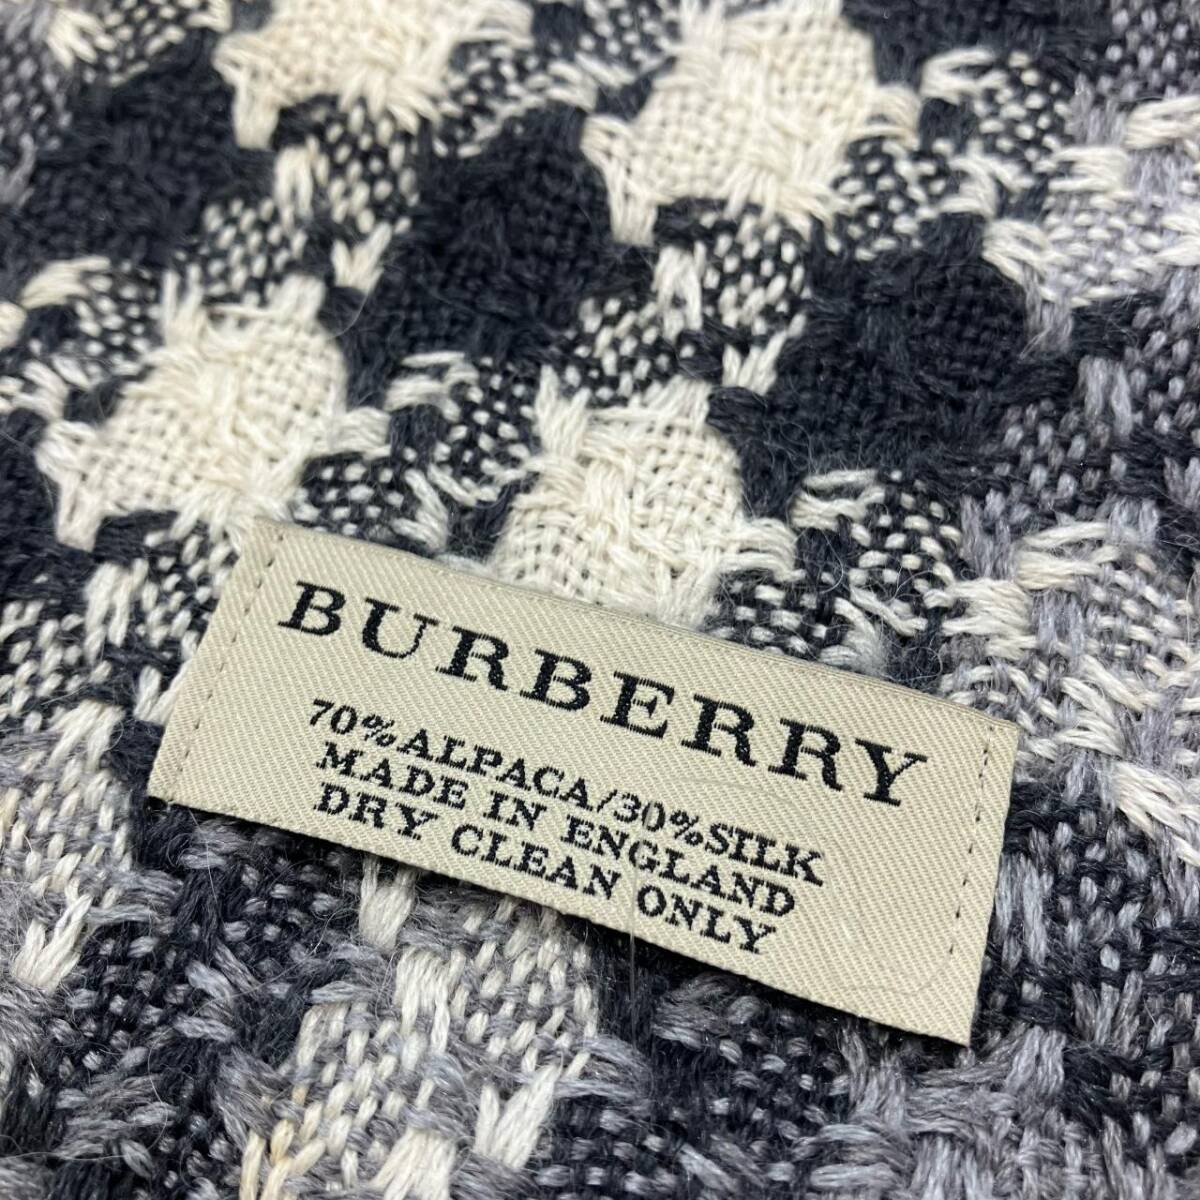 BURBERRY
70%ALPACA/30%SILK
MADE IN ENGLAND
DRY CLEAN ONLY